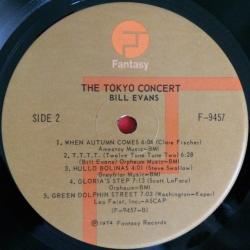 Fantasy
THE TOKYO CONCERT
BILL EVANS
SIDE 2
F-9457
1. WHEN AUTUMN COMES 6:04 (Clare Fischer)
Amestoy Music-BMI
2. T.T.T.T. (Twelve Tone Tune Two) 6:28
(Bill Evans) Orpheum Music-BMI
3. HULLO BOLINAS 4:01 (Steve Swallow)
Grayfriar Music-BMI
4. GLORIA'S STEP 7:13 (Scott LaFaro)
Orpheum-BMI
5. GREEN DOLPHIN STREET 7:03 (Washington-Kaper)
Leo Feist, Inc.-ASCAP
(F-9457-B)
℗ 1974 Fantasy Records